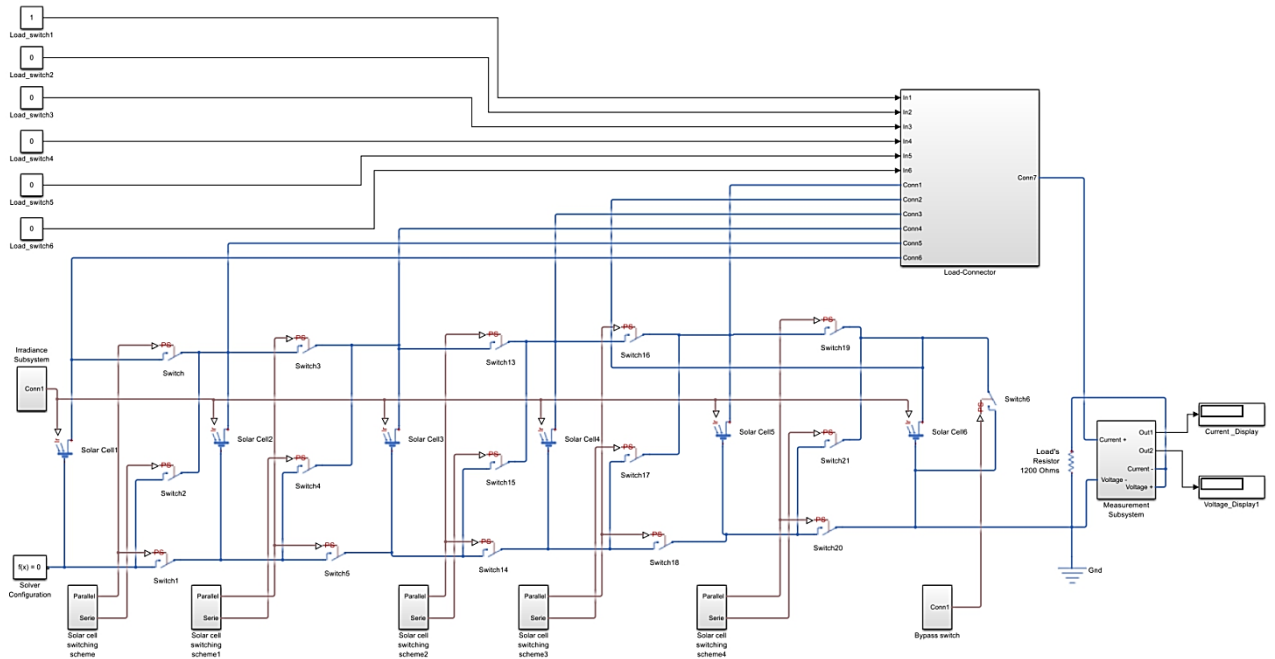 1
Load_switch1
0
Load_switch2
0
Load_switch3
0
Load_switch4
0
Load_switch5
0
Load_switch6
In1
In2
In3
In4
In5
In6
Conn1
Conn2
Conn3
Conn4
Conn5
Conn6
Conn7
Load-Connector
PS
Switch
PS
Switch3
PS
Switch13
PS
Switch16
PS
Switch19
Irradiance
Subsystem
Conn1
Solar Cell1
Solar Cell2
Solar Cell3
Solar Cell4
Solar Cell5
Solar Cell6
PS
Switch6
PS
Switch2
PS
Switch4
PS
Switch15
PS
Switch17
PS
Switch21
Load's
Resistor
1200 Ohms
Current +
Voltage -
Out1
Out2
Current -
Voltage +
Measurement
Subsystem
Current _Display
Voltage_Display1
f(x) = 0
Solver
Configuration
PS
Switch1
PS
Switch5
PS
Switch14
PS
Switch18
PS
Switch20
Gnd
Parallel
Serie
Solar cell
switching
scheme
Parallel
Serie
Solar cell
switching
scheme1
Parallel
Serie
Solar cell
switching
scheme2
Parallel
Serie
Solar cell
switching
scheme3
Parallel
Serie
Solar cell
switching
scheme4
Conn1
Bypass switch